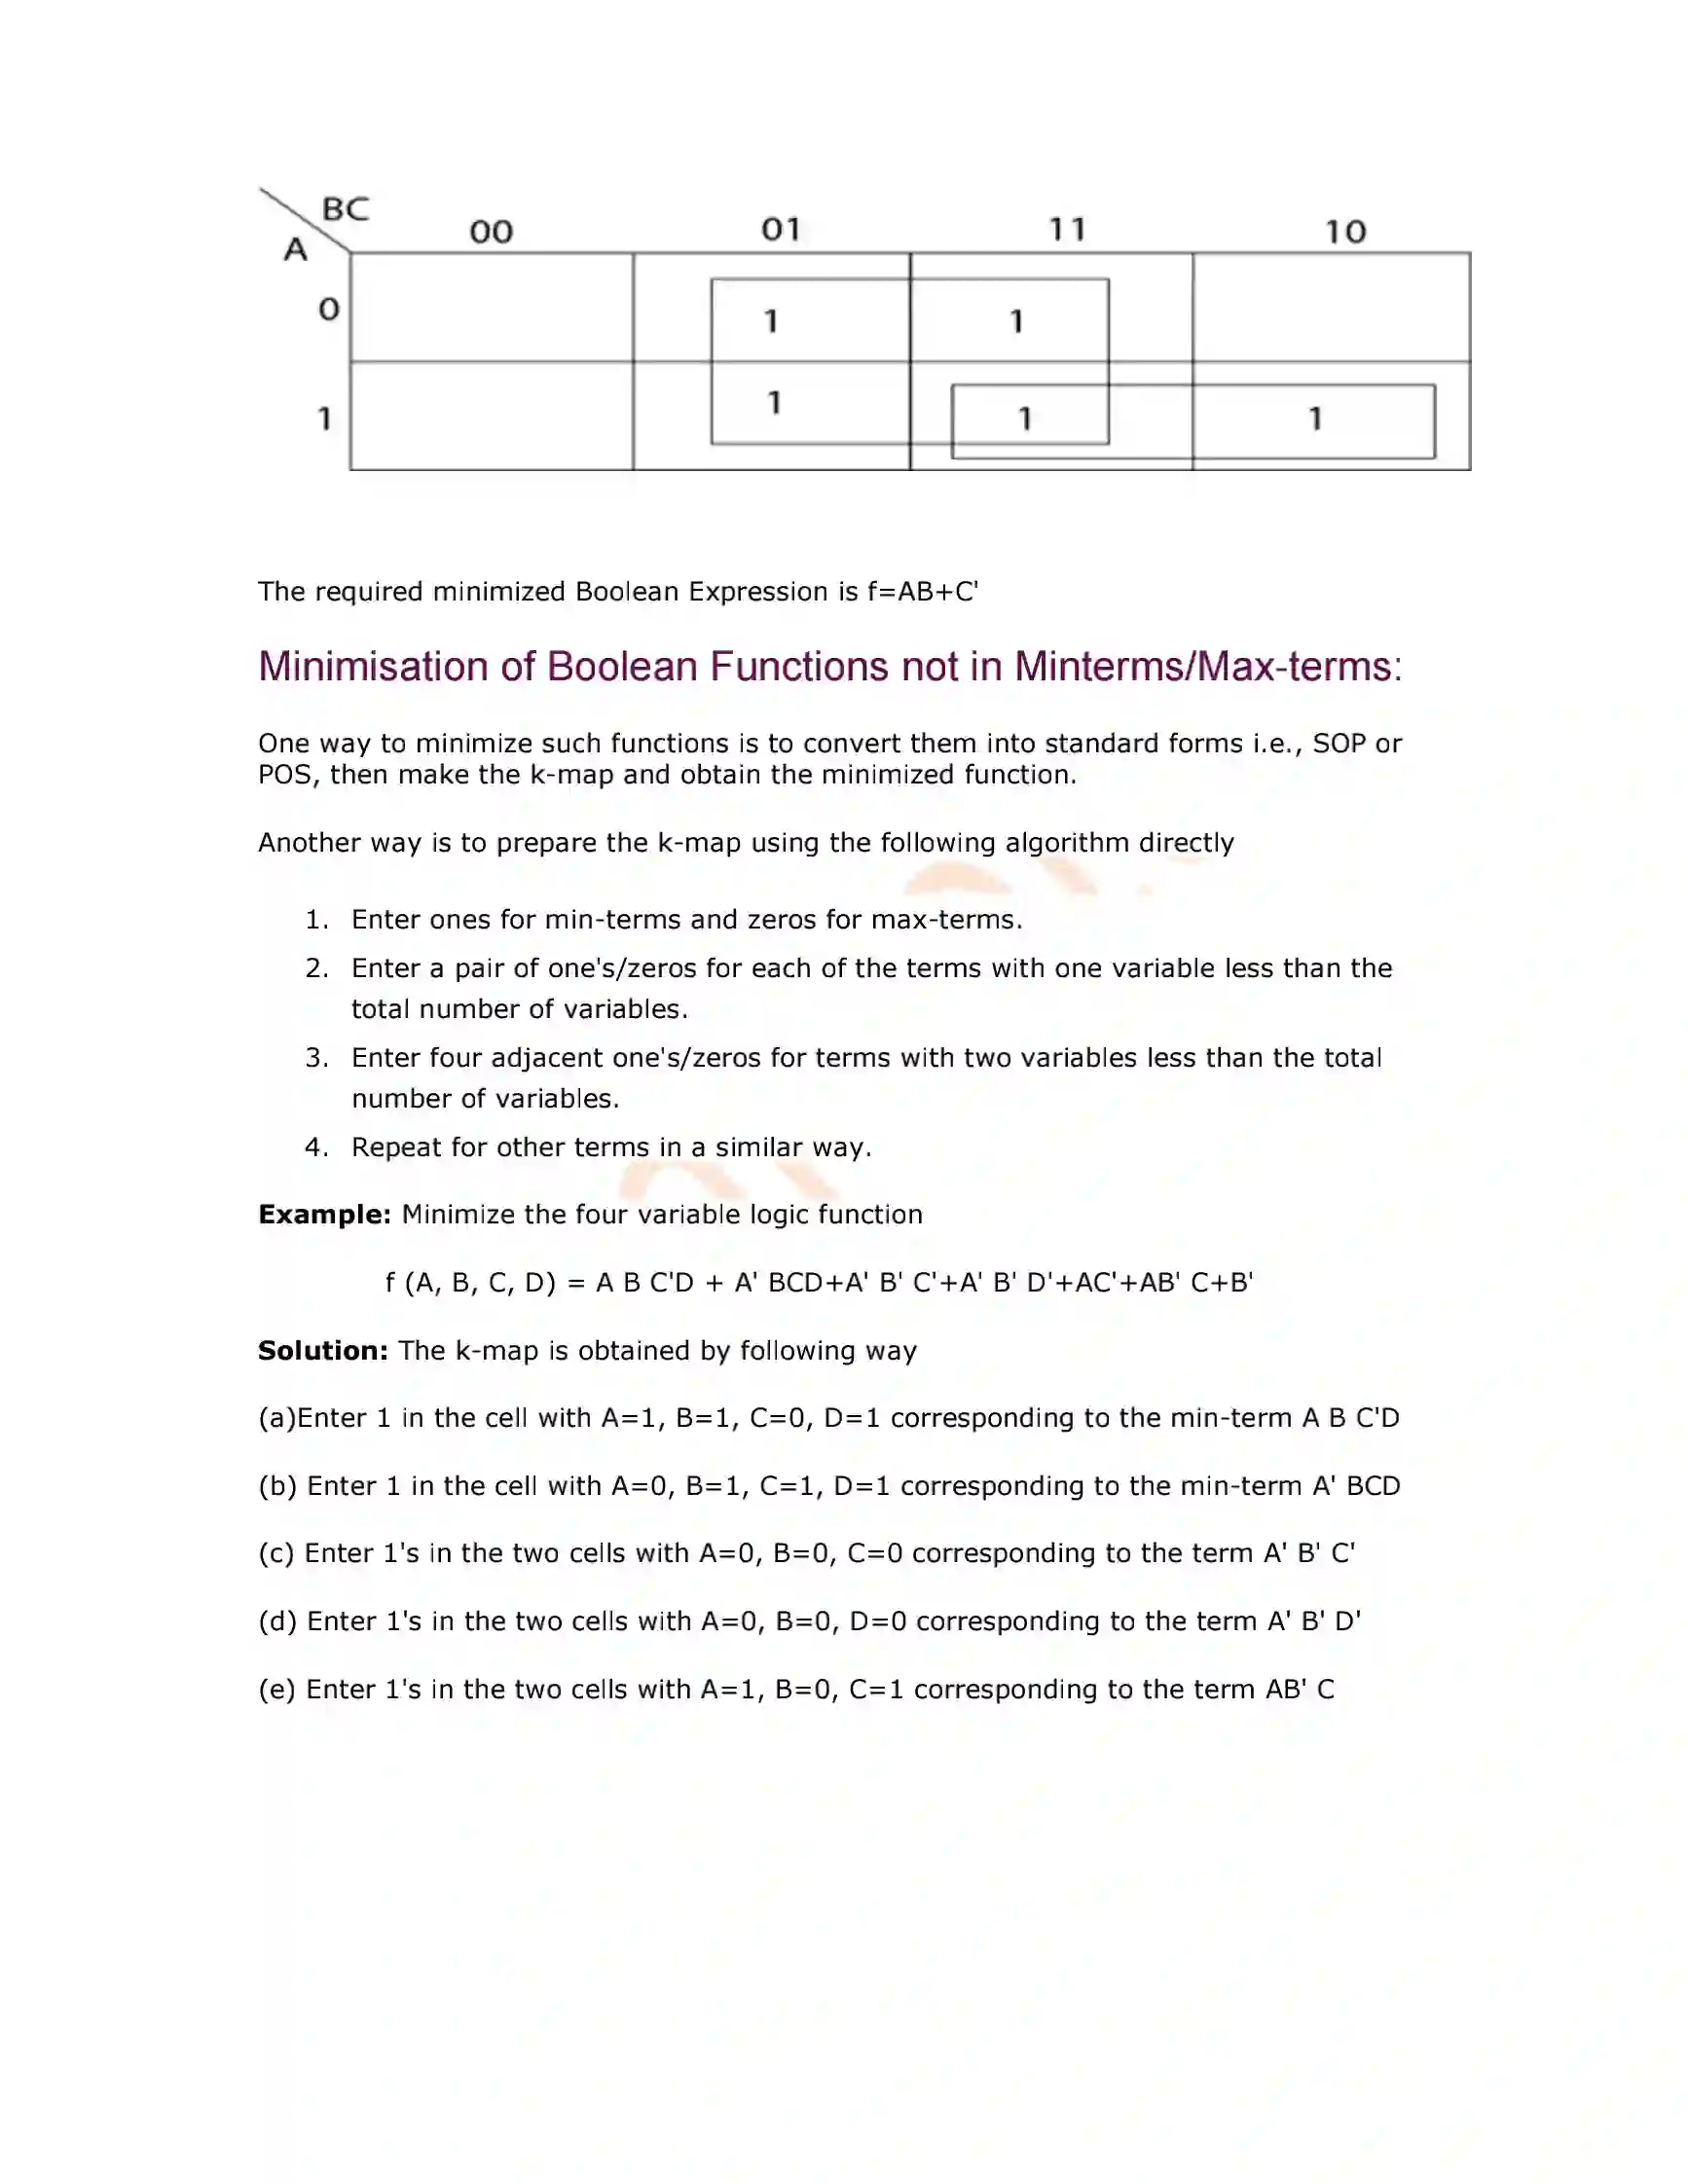 BC
A
00 01 11 10
0 1 1
1 1 1 1
The required minimized Boolean Expression is f=AB+C'
Minimisation of Boolean Functions not in Minterms/Max-terms:
One way to minimize such functions is to convert them into standard forms i.e., SOP or
POS, then make the k-map and obtain the minimized function.
Another way is to prepare the k-map using the following algorithm directly
1. Enter ones for min-terms and zeros for max-terms.
2. Enter a pair of one's/zeros for each of the terms with one variable less than the
total number of variables.
3. Enter four adjacent one's/zeros for terms with two variables less than the total
number of variables.
4. Repeat for other terms in a similar way.
Example: Minimize the four variable logic function
f (A, B, C, D) = A B C'D + A' BCD+A' B' C'+A' B' D'+AC'+AB' C+B'
Solution: The k-map is obtained by following way
(a)Enter 1 in the cell with A=1, B=1, C=0, D=1 corresponding to the min-term A B C'D
(b) Enter 1 in the cell with A=0, B=1, C=1, D=1 corresponding to the min-term A' BCD
(c) Enter 1's in the two cells with A=0, B=0, C=0 corresponding to the term A' B' C'
(d) Enter 1's in the two cells with A=0, B=0, D=0 corresponding to the term A' B' D'
(e) Enter 1's in the two cells with A=1, B=0, C=1 corresponding to the term AB' C